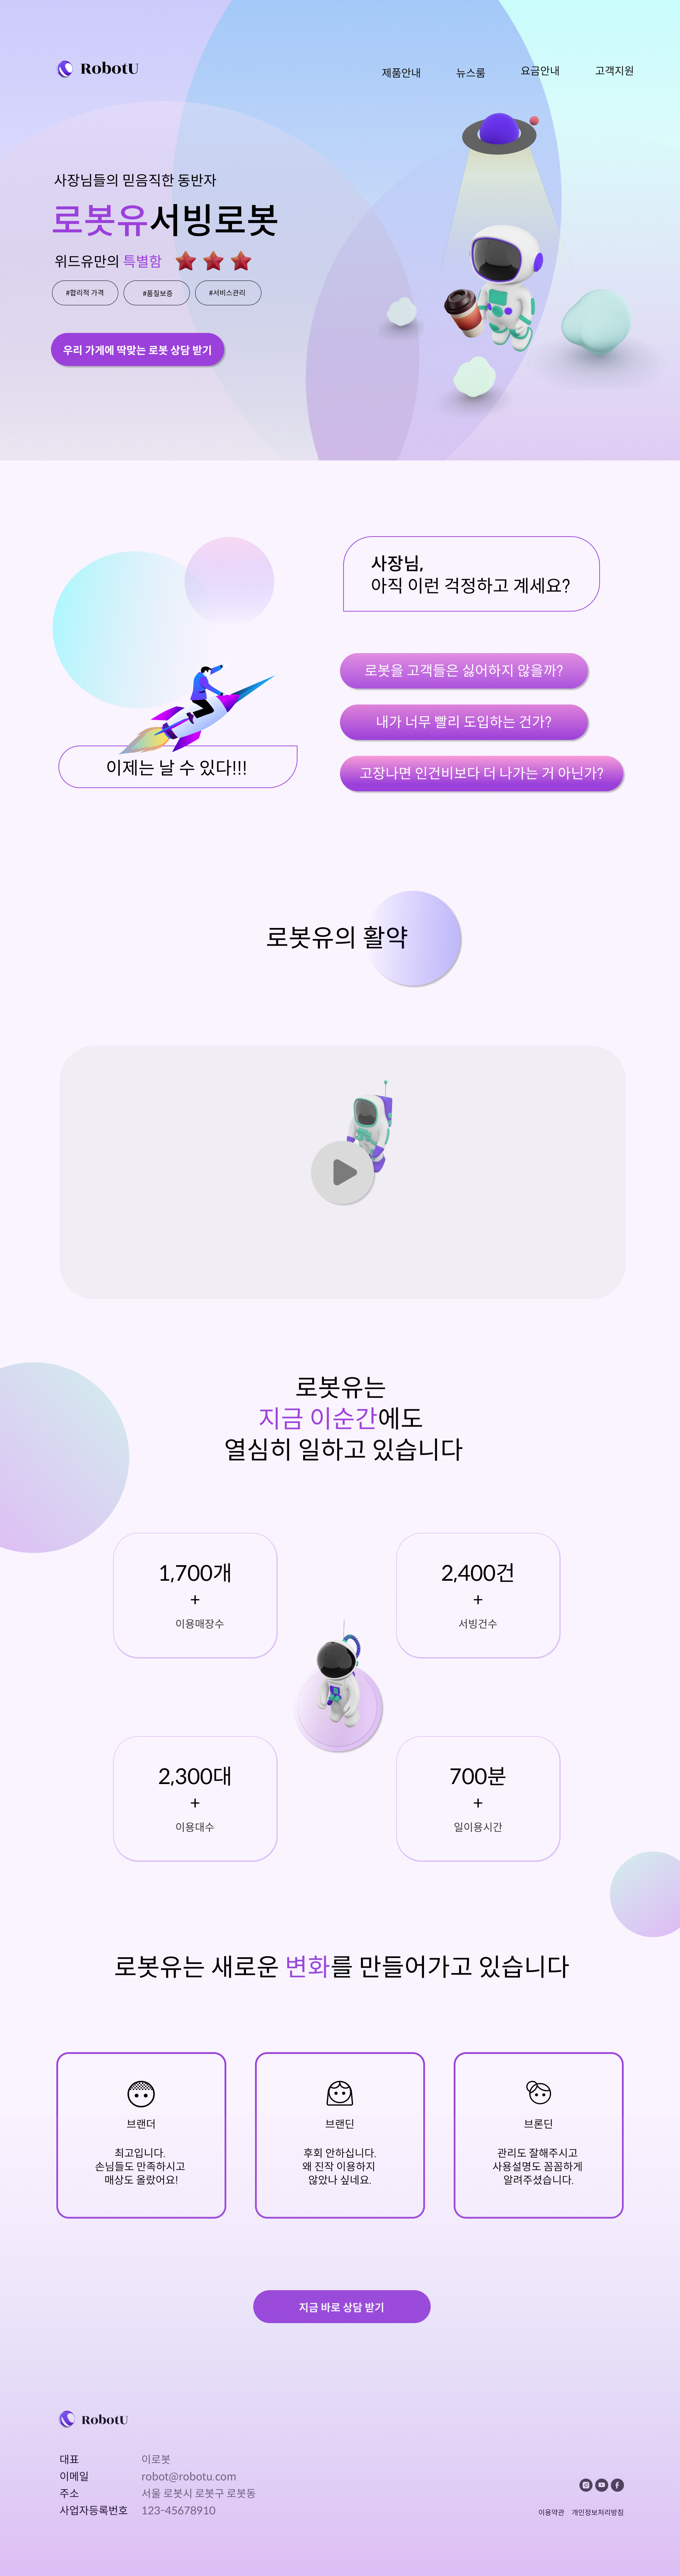 RobotU
제품안내 뉴스룸 요금안내 고객지원
사장님들의 믿음직한 동반자
로봇유서빙로봇
위드유만의 특별함
#합리적 가격 #품질보증 #서비스관리
우리 가게에 딱맞는 로봇 상담 받기
사장님,
아직 이런 걱정하고 계세요?
로봇을 고객들은 싫어하지 않을까?
내가 너무 빨리 도입하는 건가?
고장나면 인건비보다 더 나가는 거 아닌가?
이제는 날 수 있다!!!
로봇유의 활약
로봇유는
지금 이순간에도
열심히 일하고 있습니다
1,700개
+
이용매장수
2,400건
+
서빙건수
2,300대
+
이용대수
700분
+
일이용시간
로봇유는 새로운 변화를 만들어가고 있습니다
브랜더
최고입니다.
손님들도 만족하시고
매상도 올랐어요!
브랜딘
후회 안하십니다.
왜 진작 이용하지
않았나 싶네요.
브론딘
관리도 잘해주시고
사용설명도 꼼꼼하게
알려주셨습니다.
지금 바로 상담 받기
RobotU
대표 이로봇
이메일 robot@robotu.com
주소 서울 로봇시 로봇구 로봇동
사업자등록번호 123-45678910
이용약관 개인정보처리방침